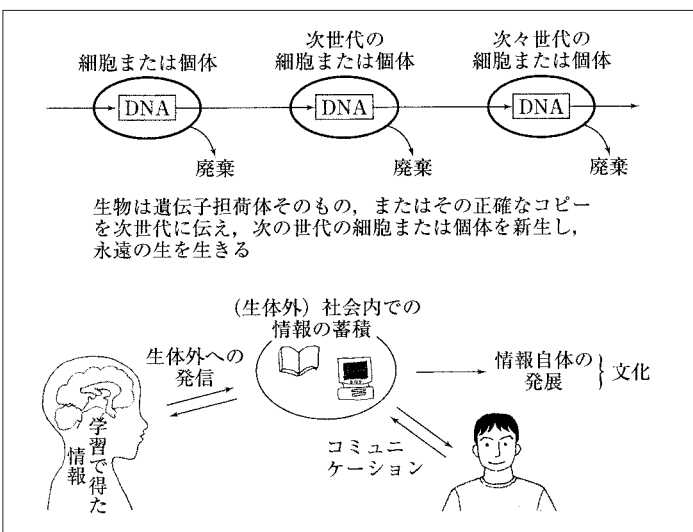 細胞または個体
次世代の
細胞または個体
次々世代の
細胞または個体
DNA
DNA
DNA
廃棄
廃棄
廃棄
生物は遺伝子担荷体そのもの，またはその正確なコピー
を次世代に伝え，次の世代の細胞または個体を新生し，
永遠の生を生きる
（生体外）社会内での
情報の蓄積
生体外への
発信
情報自体の
発展
文化
学習で得た
情報
コミュニ
ケーション